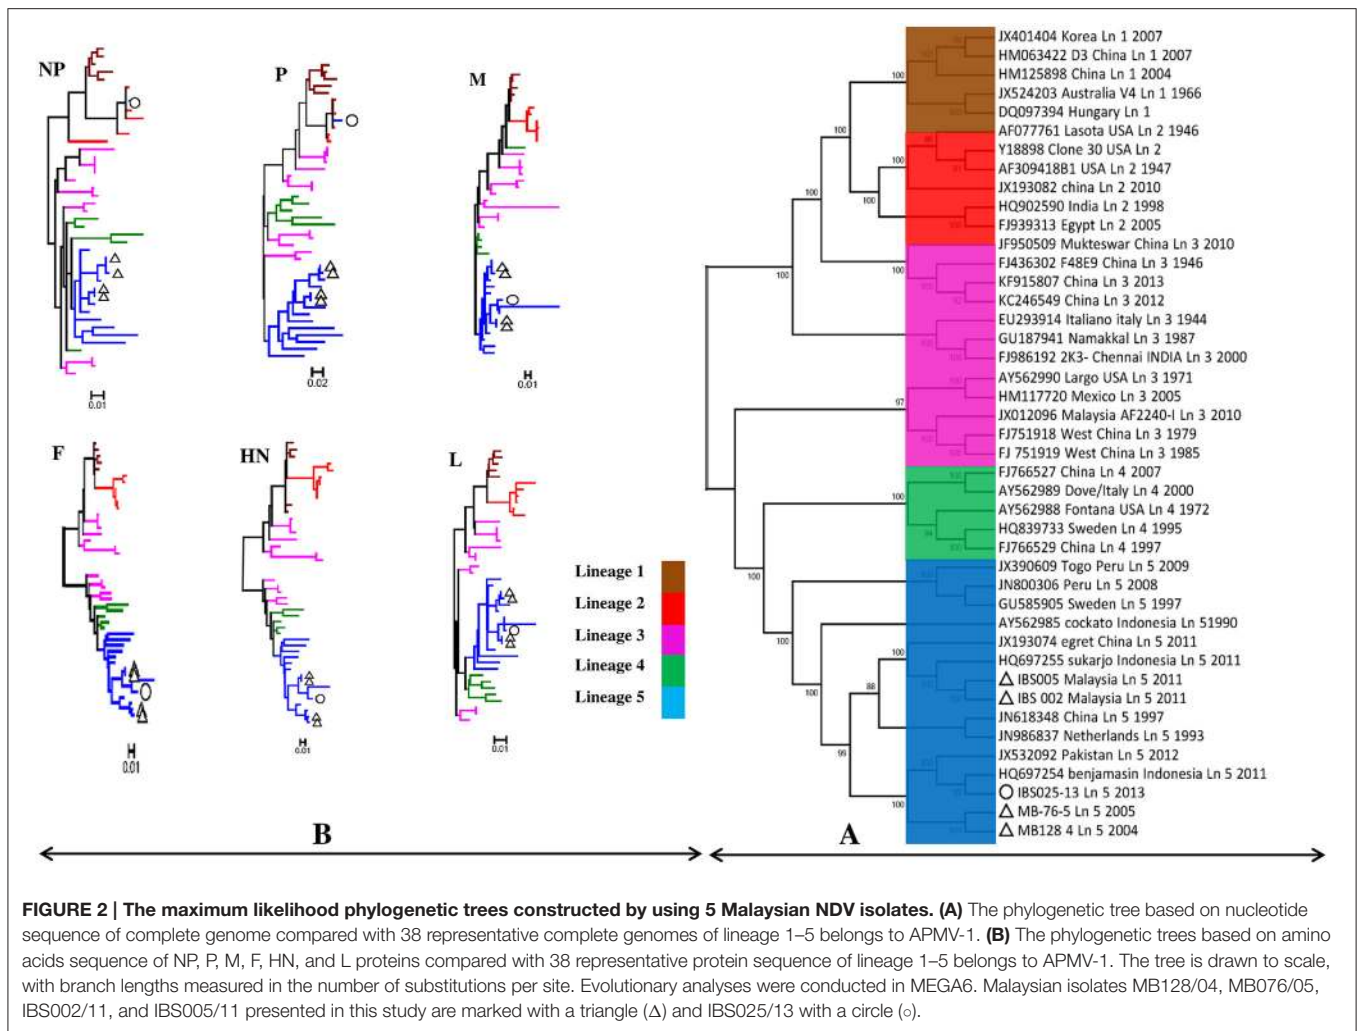 NP
P
M
0.01
0.02
0.01
F
HN
L
0.01
0.01
0.01
Lineage 1
Lineage 2
Lineage 3
Lineage 4
Lineage 5
B
JX401404 Korea Ln 1 2007
HM063422 D3 China Ln 1 2007
HM125898 China Ln 1 2004
JX524203 Australia V4 Ln 1 1966
DQ097394 Hungary Ln 1
AF077761 Lasota USA Ln 2 1946
Y18898 Clone 30 USA Ln 2
AF309418B1 USA Ln 2 1947
JX193082 china Ln 2 2010
HQ902590 India Ln 2 1998
FJ939313 Egypt Ln 2 2005
JF950509 Mukteswar China Ln 3 2010
FJ436302 F48E9 China Ln 3 1946
KF915807 China Ln 3 2013
KC246549 China Ln 3 2012
EU293914 Italiano italy Ln 3 1944
GU187941 Namakkal Ln 3 1987
FJ986192 2K3- Chennai INDIA Ln 3 2000
AY562990 Largo USA Ln 3 1971
HM117720 Mexico Ln 3 2005
JX012096 Malaysia AF2240-I Ln 3 2010
FJ751918 West China Ln 3 1979
FJ 751919 West China Ln 3 1985
FJ766527 China Ln 4 2007
AY562989 Dove/Italy Ln 4 2000
AY562988 Fontana USA Ln 4 1972
HQ839733 Sweden Ln 4 1995
FJ766529 China Ln 4 1997
JX390609 Togo Peru Ln 5 2009
JN800306 Peru Ln 5 2008
GU585905 Sweden Ln 5 1997
AY562985 cockato Indonesia Ln 51990
JX193074 egret China Ln 5 2011
HQ697255 sukarjo Indonesia Ln 5 2011
△ IBS005 Malaysia Ln 5 2011
△ IBS 002 Malaysia Ln 5 2011
JN618348 China Ln 5 1997
JN986837 Netherlands Ln 5 1993
JX532092 Pakistan Ln 5 2012
HQ697254 benjamasin Indonesia Ln 5 2011
○ IBS025-13 Ln 5 2013
△ MB-76-5 Ln 5 2005
△ MB128 4 Ln 5 2004
100
100
100
100
100
100
100
97
100
100
100
100
100
88
99
100
A
FIGURE 2 | The maximum likelihood phylogenetic trees constructed by using 5 Malaysian NDV isolates. (A) The phylogenetic tree based on nucleotide
sequence of complete genome compared with 38 representative complete genomes of lineage 1–5 belongs to APMV-1. (B) The phylogenetic trees based on amino
acids sequence of NP, P, M, F, HN, and L proteins compared with 38 representative protein sequence of lineage 1–5 belongs to APMV-1. The tree is drawn to scale,
with branch lengths measured in the number of substitutions per site. Evolutionary analyses were conducted in MEGA6. Malaysian isolates MB128/04, MB076/05,
IBS002/11, and IBS005/11 presented in this study are marked with a triangle (Δ) and IBS025/13 with a circle (○).